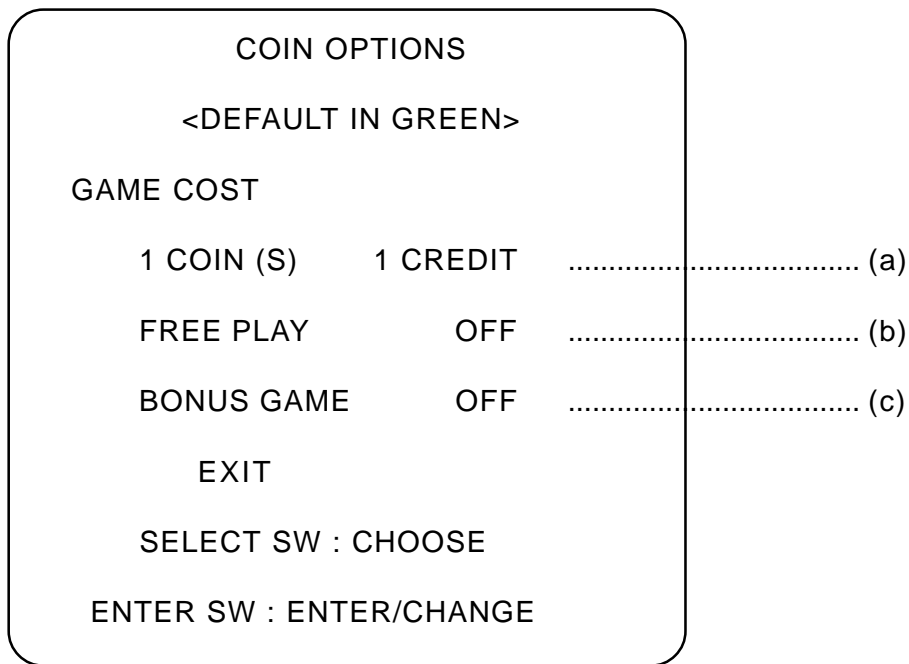 COIN OPTIONS
<DEFAULT IN GREEN>
GAME COST
1 COIN (S) 1 CREDIT .................................... (a)
FREE PLAY OFF .................................... (b)
BONUS GAME OFF .................................... (c)
EXIT
SELECT SW : CHOOSE
ENTER SW : ENTER/CHANGE